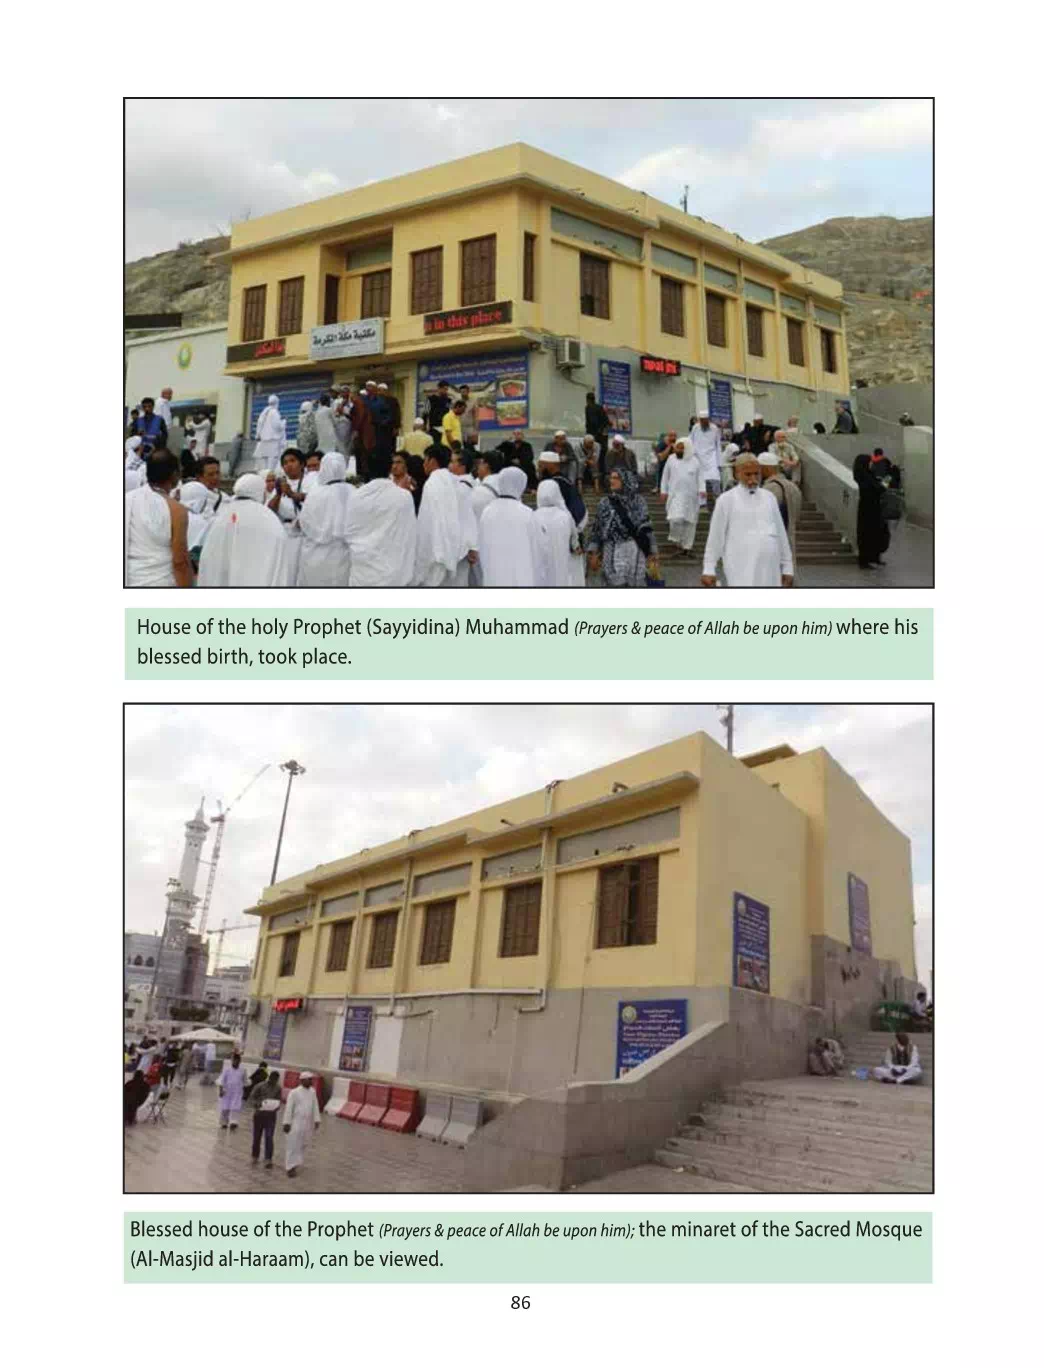 مكتبة مكة المكرمة
n in this place
House of the holy Prophet (Sayyidina) Muhammad (Prayers & peace of Allah be upon him) where his
blessed birth, took place.
Blessed house of the Prophet (Prayers & peace of Allah be upon him); the minaret of the Sacred Mosque
(Al-Masjid al-Haraam), can be viewed.
86